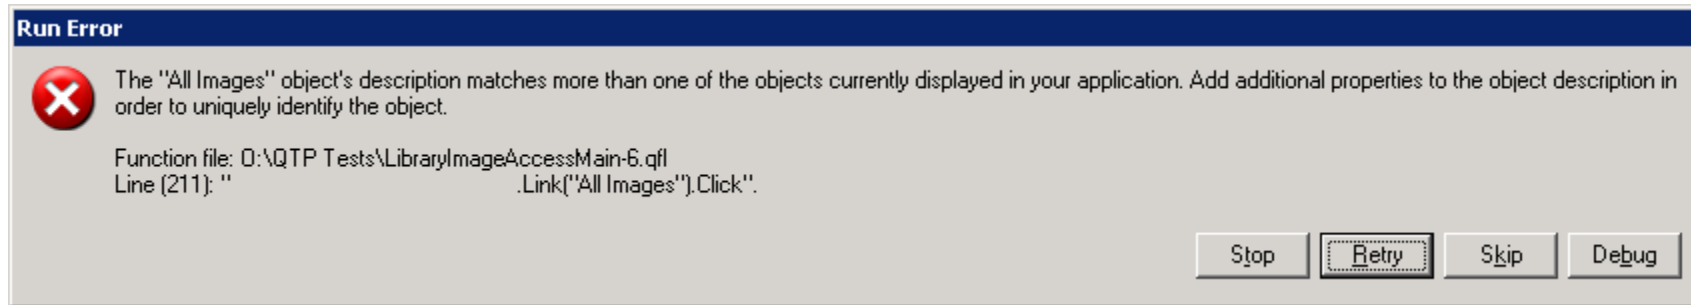 Run Error
The "All Images" object's description matches more than one of the objects currently displayed in your application. Add additional properties to the object description in
order to uniquely identify the object.
Function file: O:\QTP Tests\LibraryImageAccessMain-6.qfl
Line (211): " .Link("All Images").Click".
Stop Retry Skip Debug